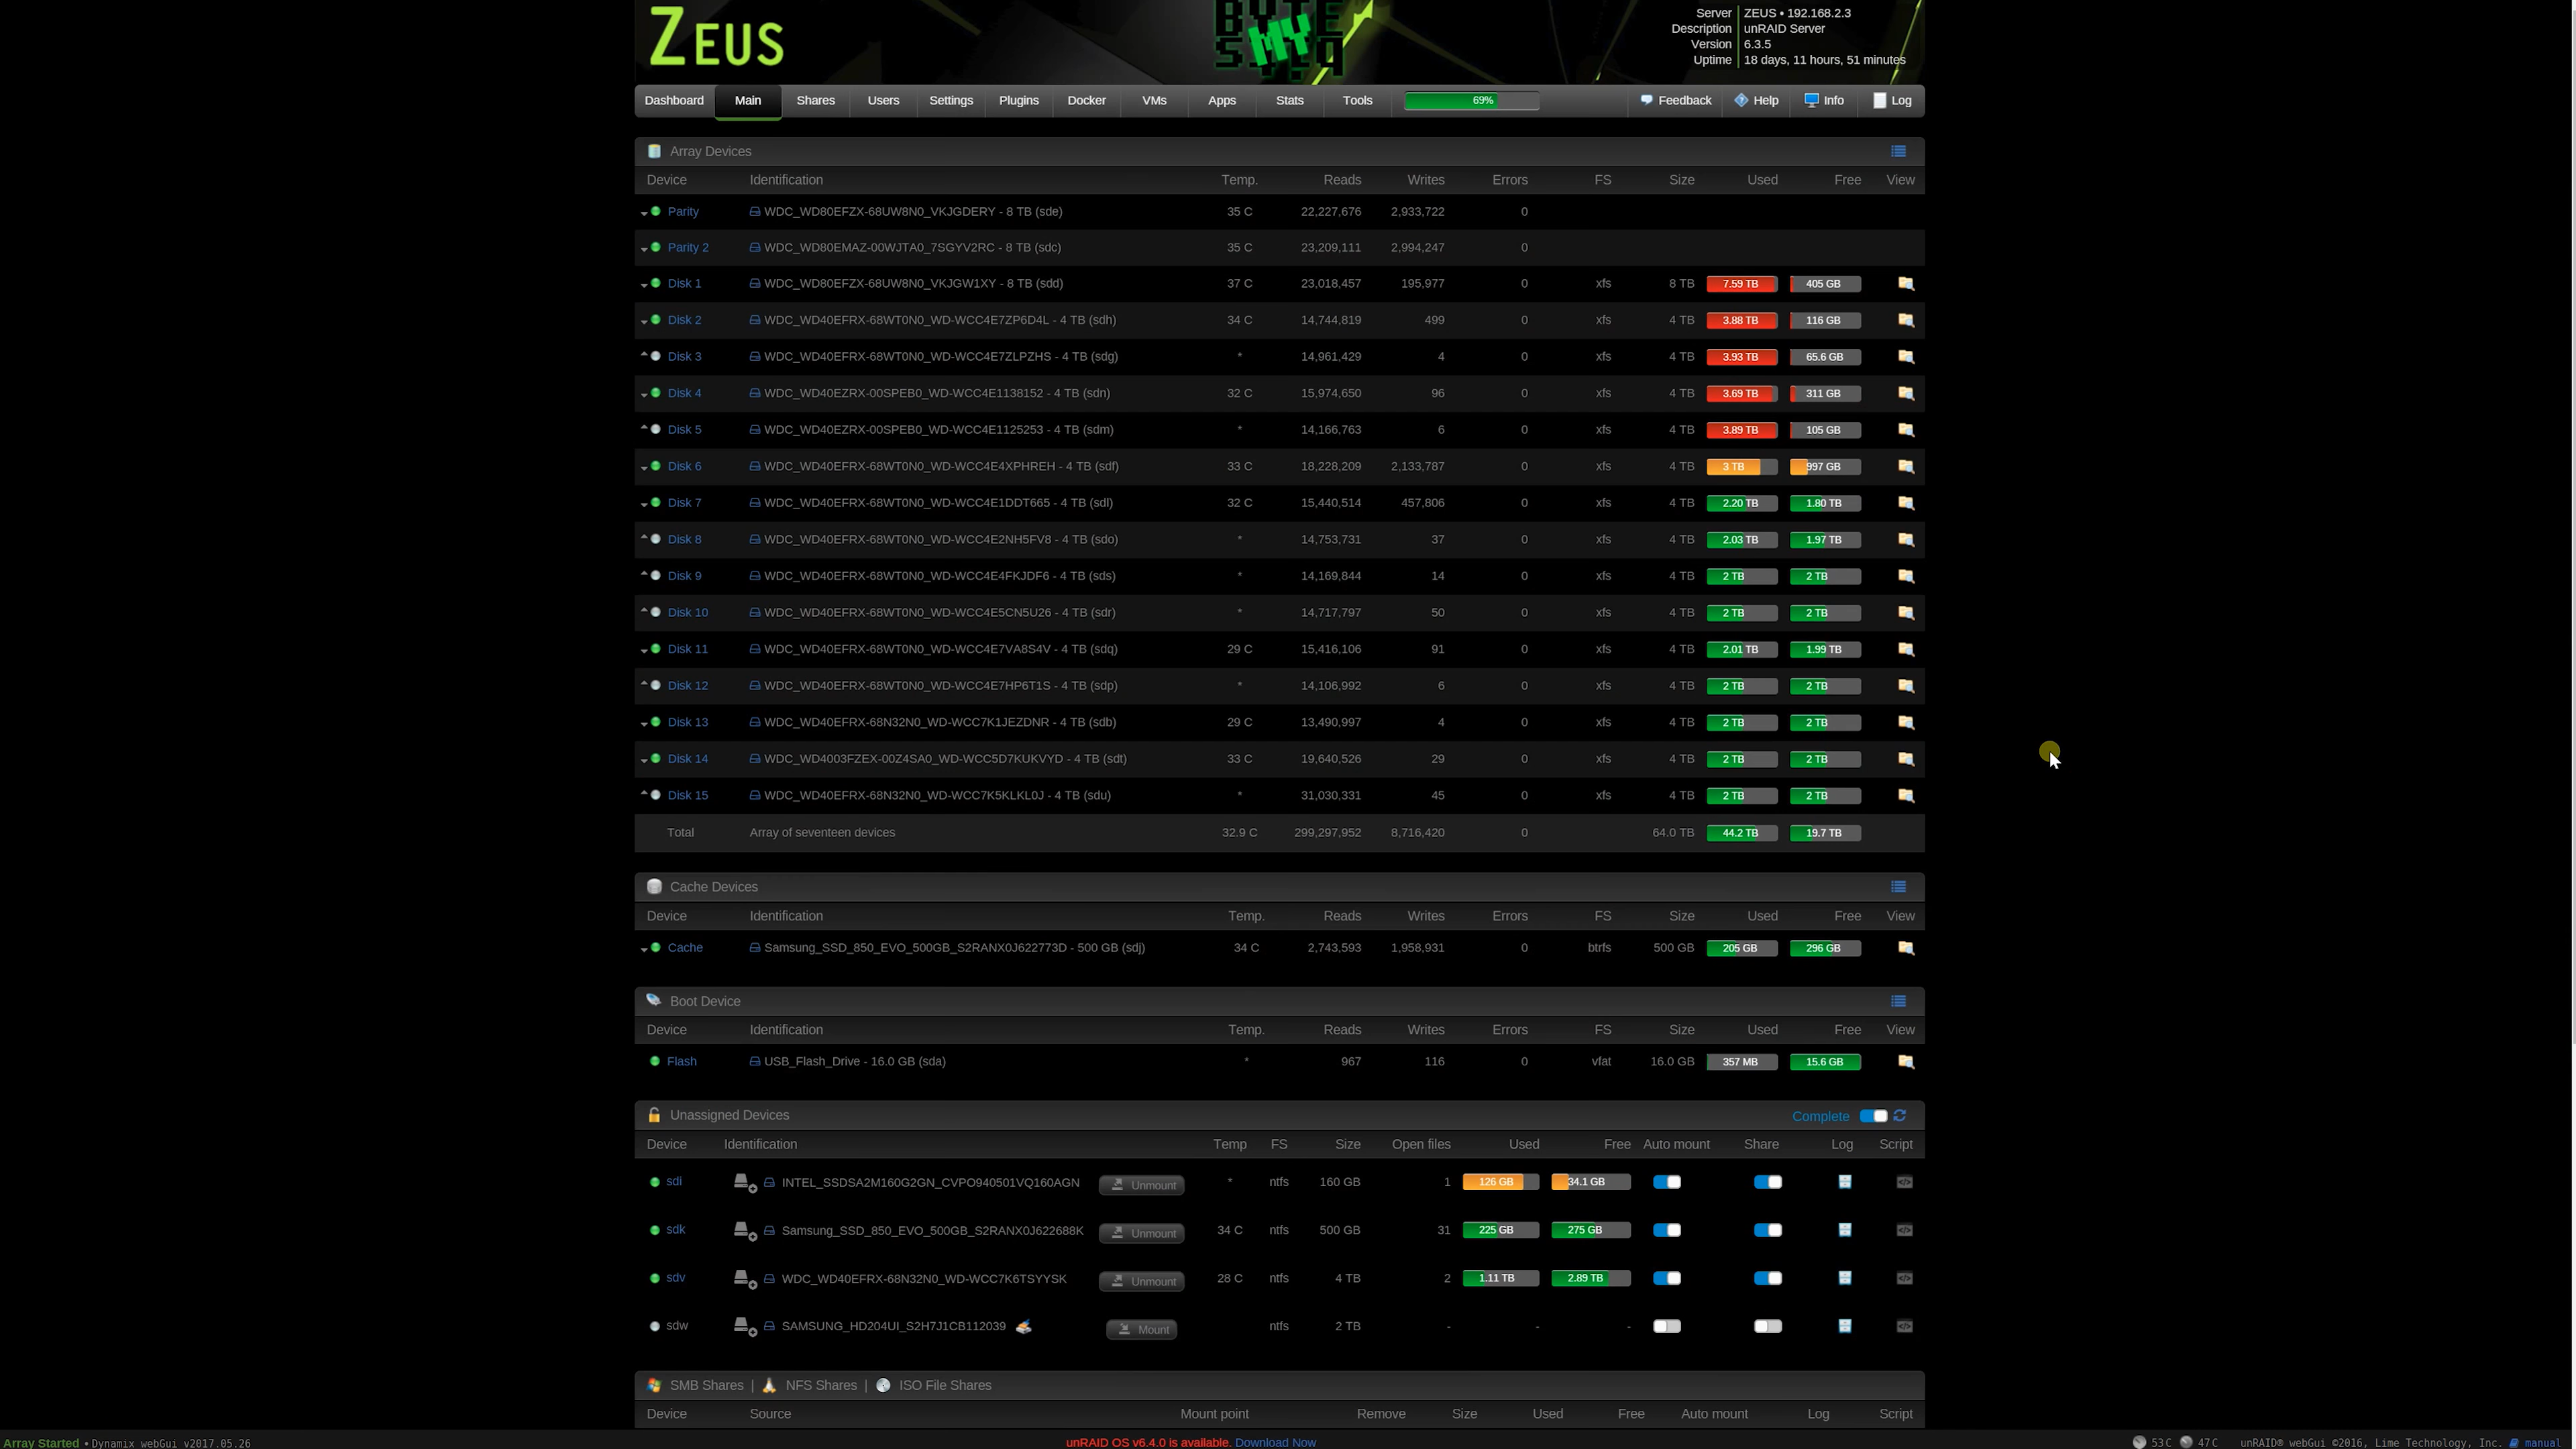 ZEUS
BYTE
MY
Server ZEUS • 192.168.2.3
Description unRAID Server
Version 6.3.5
Uptime 18 days, 11 hours, 51 minutes
Dashboard Main Shares Users Settings Plugins Docker VMs Apps Stats Tools 69% Feedback Help Info Log
Array Devices
Device Identification Temp. Reads Writes Errors FS Size Used Free View
Parity WDC_WD80EFZX-68UW8N0_VKJGDERY - 8 TB (sde) 35 C 22,227,676 2,933,722 0
Parity 2 WDC_WD80EMAZ-00WJTA0_7SGYV2RC - 8 TB (sdc) 35 C 23,209,111 2,994,247 0
Disk 1 WDC_WD80EFZX-68UW8N0_VKJGW1XY - 8 TB (sdd) 37 C 23,018,457 195,977 0 xfs 8 TB 7.59 TB 405 GB
Disk 2 WDC_WD40EFRX-68WT0N0_WD-WCC4E7ZP6D4L - 4 TB (sdh) 34 C 14,744,819 499 0 xfs 4 TB 3.88 TB 116 GB
Disk 3 WDC_WD40EFRX-68WT0N0_WD-WCC4E7ZLPZHS - 4 TB (sdg) * 14,961,429 4 0 xfs 4 TB 3.93 TB 65.6 GB
Disk 4 WDC_WD40EZRX-00SPEB0_WD-WCC4E1138152 - 4 TB (sdn) 32 C 15,974,650 96 0 xfs 4 TB 3.69 TB 311 GB
Disk 5 WDC_WD40EZRX-00SPEB0_WD-WCC4E1125253 - 4 TB (sdm) * 14,166,763 6 0 xfs 4 TB 3.89 TB 105 GB
Disk 6 WDC_WD40EFRX-68WT0N0_WD-WCC4E4XPHREH - 4 TB (sdf) 33 C 18,228,209 2,133,787 0 xfs 4 TB 3 TB 997 GB
Disk 7 WDC_WD40EFRX-68WT0N0_WD-WCC4E1DDT665 - 4 TB (sdl) 32 C 15,440,514 457,806 0 xfs 4 TB 2.20 TB 1.80 TB
Disk 8 WDC_WD40EFRX-68WT0N0_WD-WCC4E2NH5FV8 - 4 TB (sdo) * 14,753,731 37 0 xfs 4 TB 2.03 TB 1.97 TB
Disk 9 WDC_WD40EFRX-68WT0N0_WD-WCC4E4FKJDF6 - 4 TB (sds) * 14,169,844 14 0 xfs 4 TB 2 TB 2 TB
Disk 10 WDC_WD40EFRX-68WT0N0_WD-WCC4E5CN5U26 - 4 TB (sdr) * 14,717,797 50 0 xfs 4 TB 2 TB 2 TB
Disk 11 WDC_WD40EFRX-68WT0N0_WD-WCC4E7VA8S4V - 4 TB (sdq) 29 C 15,416,106 91 0 xfs 4 TB 2.01 TB 1.99 TB
Disk 12 WDC_WD40EFRX-68WT0N0_WD-WCC4E7HP6T1S - 4 TB (sdp) * 14,106,992 6 0 xfs 4 TB 2 TB 2 TB
Disk 13 WDC_WD40EFRX-68N32N0_WD-WCC7K1JEZDNR - 4 TB (sdb) 29 C 13,490,997 4 0 xfs 4 TB 2 TB 2 TB
Disk 14 WDC_WD4003FZEX-00Z4SA0_WD-WCC5D7KUKVYD - 4 TB (sdt) 33 C 19,640,526 29 0 xfs 4 TB 2 TB 2 TB
Disk 15 WDC_WD40EFRX-68N32N0_WD-WCC7K5KLKL0J - 4 TB (sdu) * 31,030,331 45 0 xfs 4 TB 2 TB 2 TB
Total Array of seventeen devices 32.9 C 299,297,952 8,716,420 0 64.0 TB 44.2 TB 19.7 TB
Cache Devices
Device Identification Temp. Reads Writes Errors FS Size Used Free View
Cache Samsung_SSD_850_EVO_500GB_S2RANX0J622773D - 500 GB (sdj) 34 C 2,743,593 1,958,931 0 btrfs 500 GB 205 GB 296 GB
Boot Device
Device Identification Temp. Reads Writes Errors FS Size Used Free View
Flash USB_Flash_Drive - 16.0 GB (sda) * 967 116 0 vfat 16.0 GB 357 MB 15.6 GB
Unassigned Devices Complete
Device Identification Temp FS Size Open files Used Free Auto mount Share Log Script
sdi INTEL_SSDSA2M160G2GN_CVPO940501VQ160AGN Unmount * ntfs 160 GB 1 126 GB 34.1 GB
sdk Samsung_SSD_850_EVO_500GB_S2RANX0J622688K Unmount 34 C ntfs 500 GB 31 225 GB 275 GB
sdv WDC_WD40EFRX-68N32N0_WD-WCC7K6TSYYSK Unmount 28 C ntfs 4 TB 2 1.11 TB 2.89 TB
sdw SAMSUNG_HD204UI_S2H7J1CB112039 Mount ntfs 2 TB - - -
SMB Shares | NFS Shares | ISO File Shares
Device Source Mount point Remove Size Used Free Auto mount Log Script
Array Started • Dynamix webGui v2017.05.26 unRAID OS v6.4.0 is available. Download Now 53C 47C unRAID® webGui ©2016, Lime Technology, Inc. manual